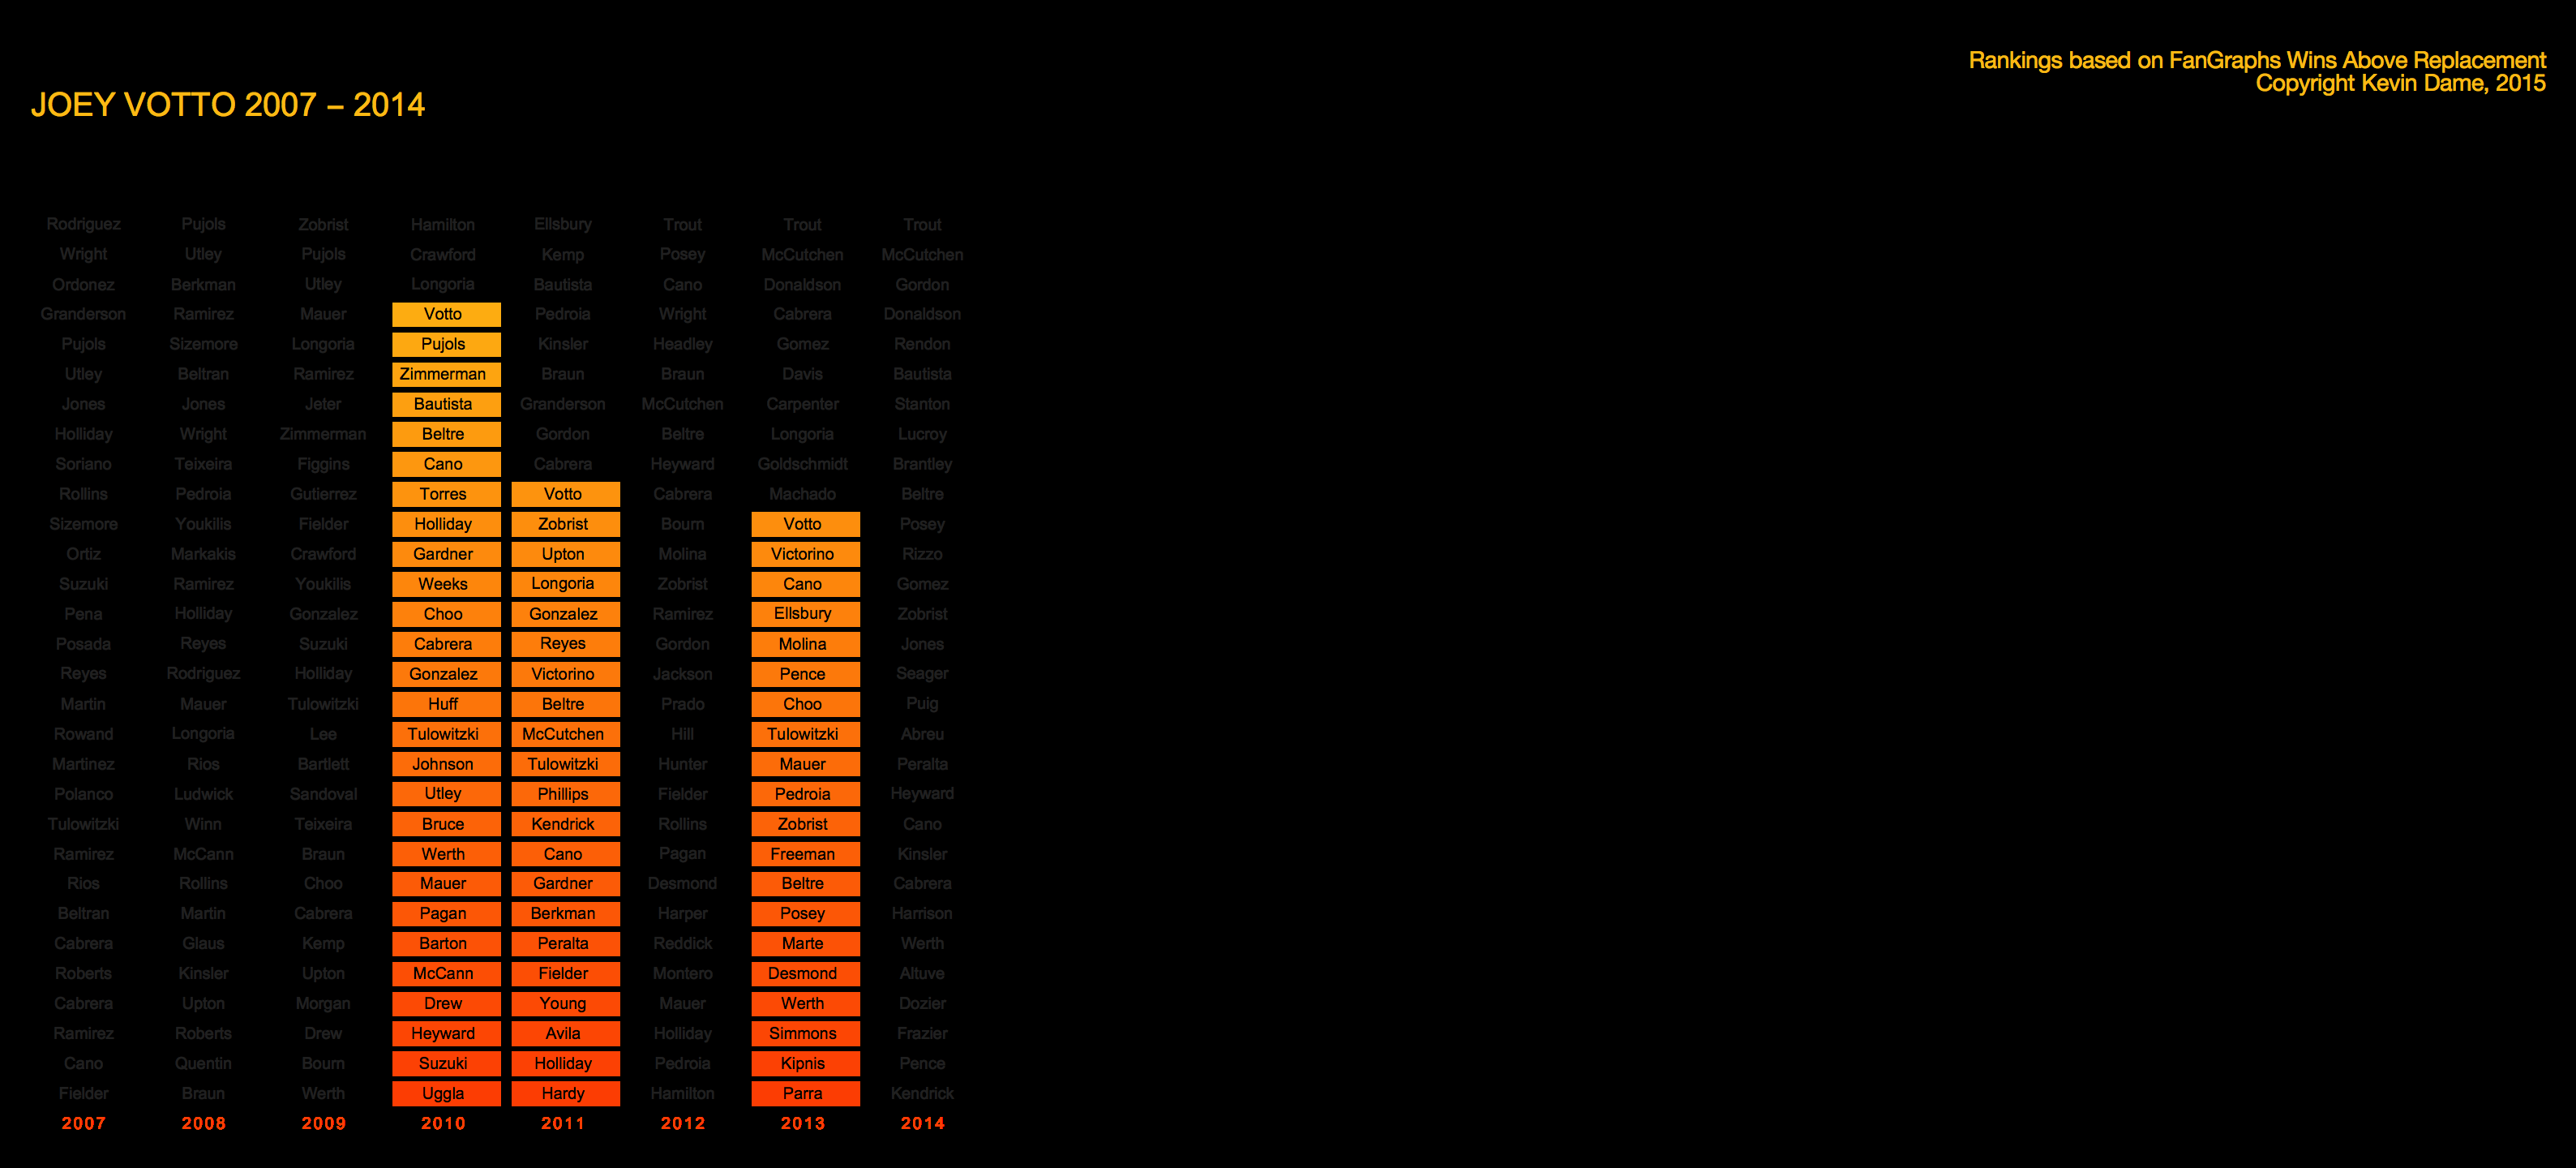 Rankings based on FanGraphs Wins Above Replacement
Copyright Kevin Dame, 2015
JOEY VOTTO 2007 – 2014
Rodriguez Pujols Zobrist Hamilton Ellsbury Trout Trout Trout
Wright Utley Pujols Crawford Kemp Posey McCutchen McCutchen
Ordonez Berkman Utley Longoria Bautista Cano Donaldson Gordon
Granderson Ramirez Mauer Votto Pedroia Wright Cabrera Donaldson
Pujols Sizemore Longoria Pujols Kinsler Headley Gomez Rendon
Utley Beltran Ramirez Zimmerman Braun Braun Davis Bautista
Jones Jones Jeter Bautista Granderson McCutchen Carpenter Stanton
Holliday Wright Zimmerman Beltre Gordon Beltre Longoria Lucroy
Soriano Teixeira Figgins Cano Cabrera Heyward Goldschmidt Brantley
Rollins Pedroia Gutierrez Torres Votto Cabrera Machado Beltre
Sizemore Youkilis Fielder Holliday Zobrist Bourn Votto Posey
Ortiz Markakis Crawford Gardner Upton Molina Victorino Rizzo
Suzuki Ramirez Youkilis Weeks Longoria Zobrist Cano Gomez
Pena Holliday Gonzalez Choo Gonzalez Ramirez Ellsbury Zobrist
Posada Reyes Suzuki Cabrera Reyes Gordon Molina Jones
Reyes Rodriguez Holliday Gonzalez Victorino Jackson Pence Seager
Martin Mauer Tulowitzki Huff Beltre Prado Choo Puig
Rowand Longoria Lee Tulowitzki McCutchen Hill Tulowitzki Abreu
Martinez Rios Bartlett Johnson Tulowitzki Hunter Mauer Peralta
Polanco Ludwick Sandoval Utley Phillips Fielder Pedroia Heyward
Tulowitzki Winn Teixeira Bruce Kendrick Rollins Zobrist Cano
Ramirez McCann Braun Werth Cano Pagan Freeman Kinsler
Rios Rollins Choo Mauer Gardner Desmond Beltre Cabrera
Beltran Martin Cabrera Pagan Berkman Harper Posey Harrison
Cabrera Glaus Kemp Barton Peralta Reddick Marte Werth
Roberts Kinsler Upton McCann Fielder Montero Desmond Altuve
Cabrera Upton Morgan Drew Young Mauer Werth Dozier
Ramirez Roberts Drew Heyward Avila Holliday Simmons Frazier
Cano Quentin Bourn Suzuki Holliday Pedroia Kipnis Pence
Fielder Braun Werth Uggla Hardy Hamilton Parra Kendrick
2007 2008 2009 2010 2011 2012 2013 2014